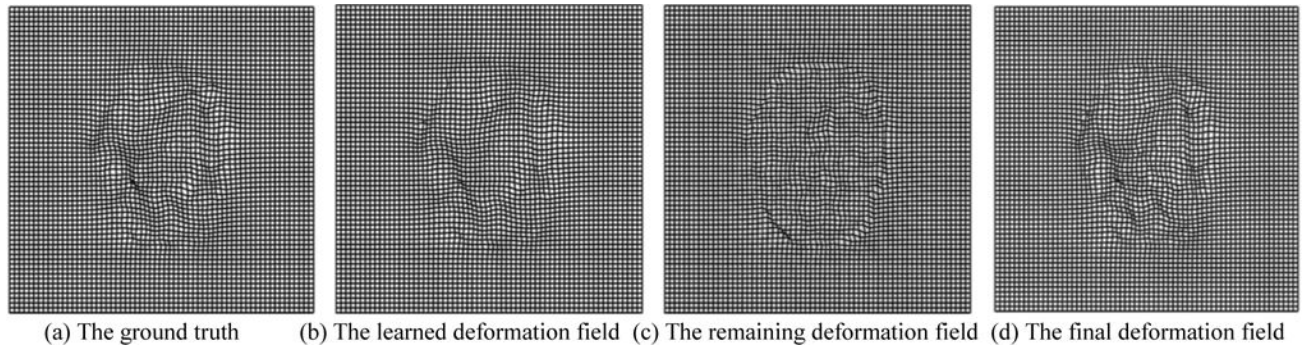 (a) The ground truth (b) The learned deformation field (c) The remaining deformation field (d) The final deformation field